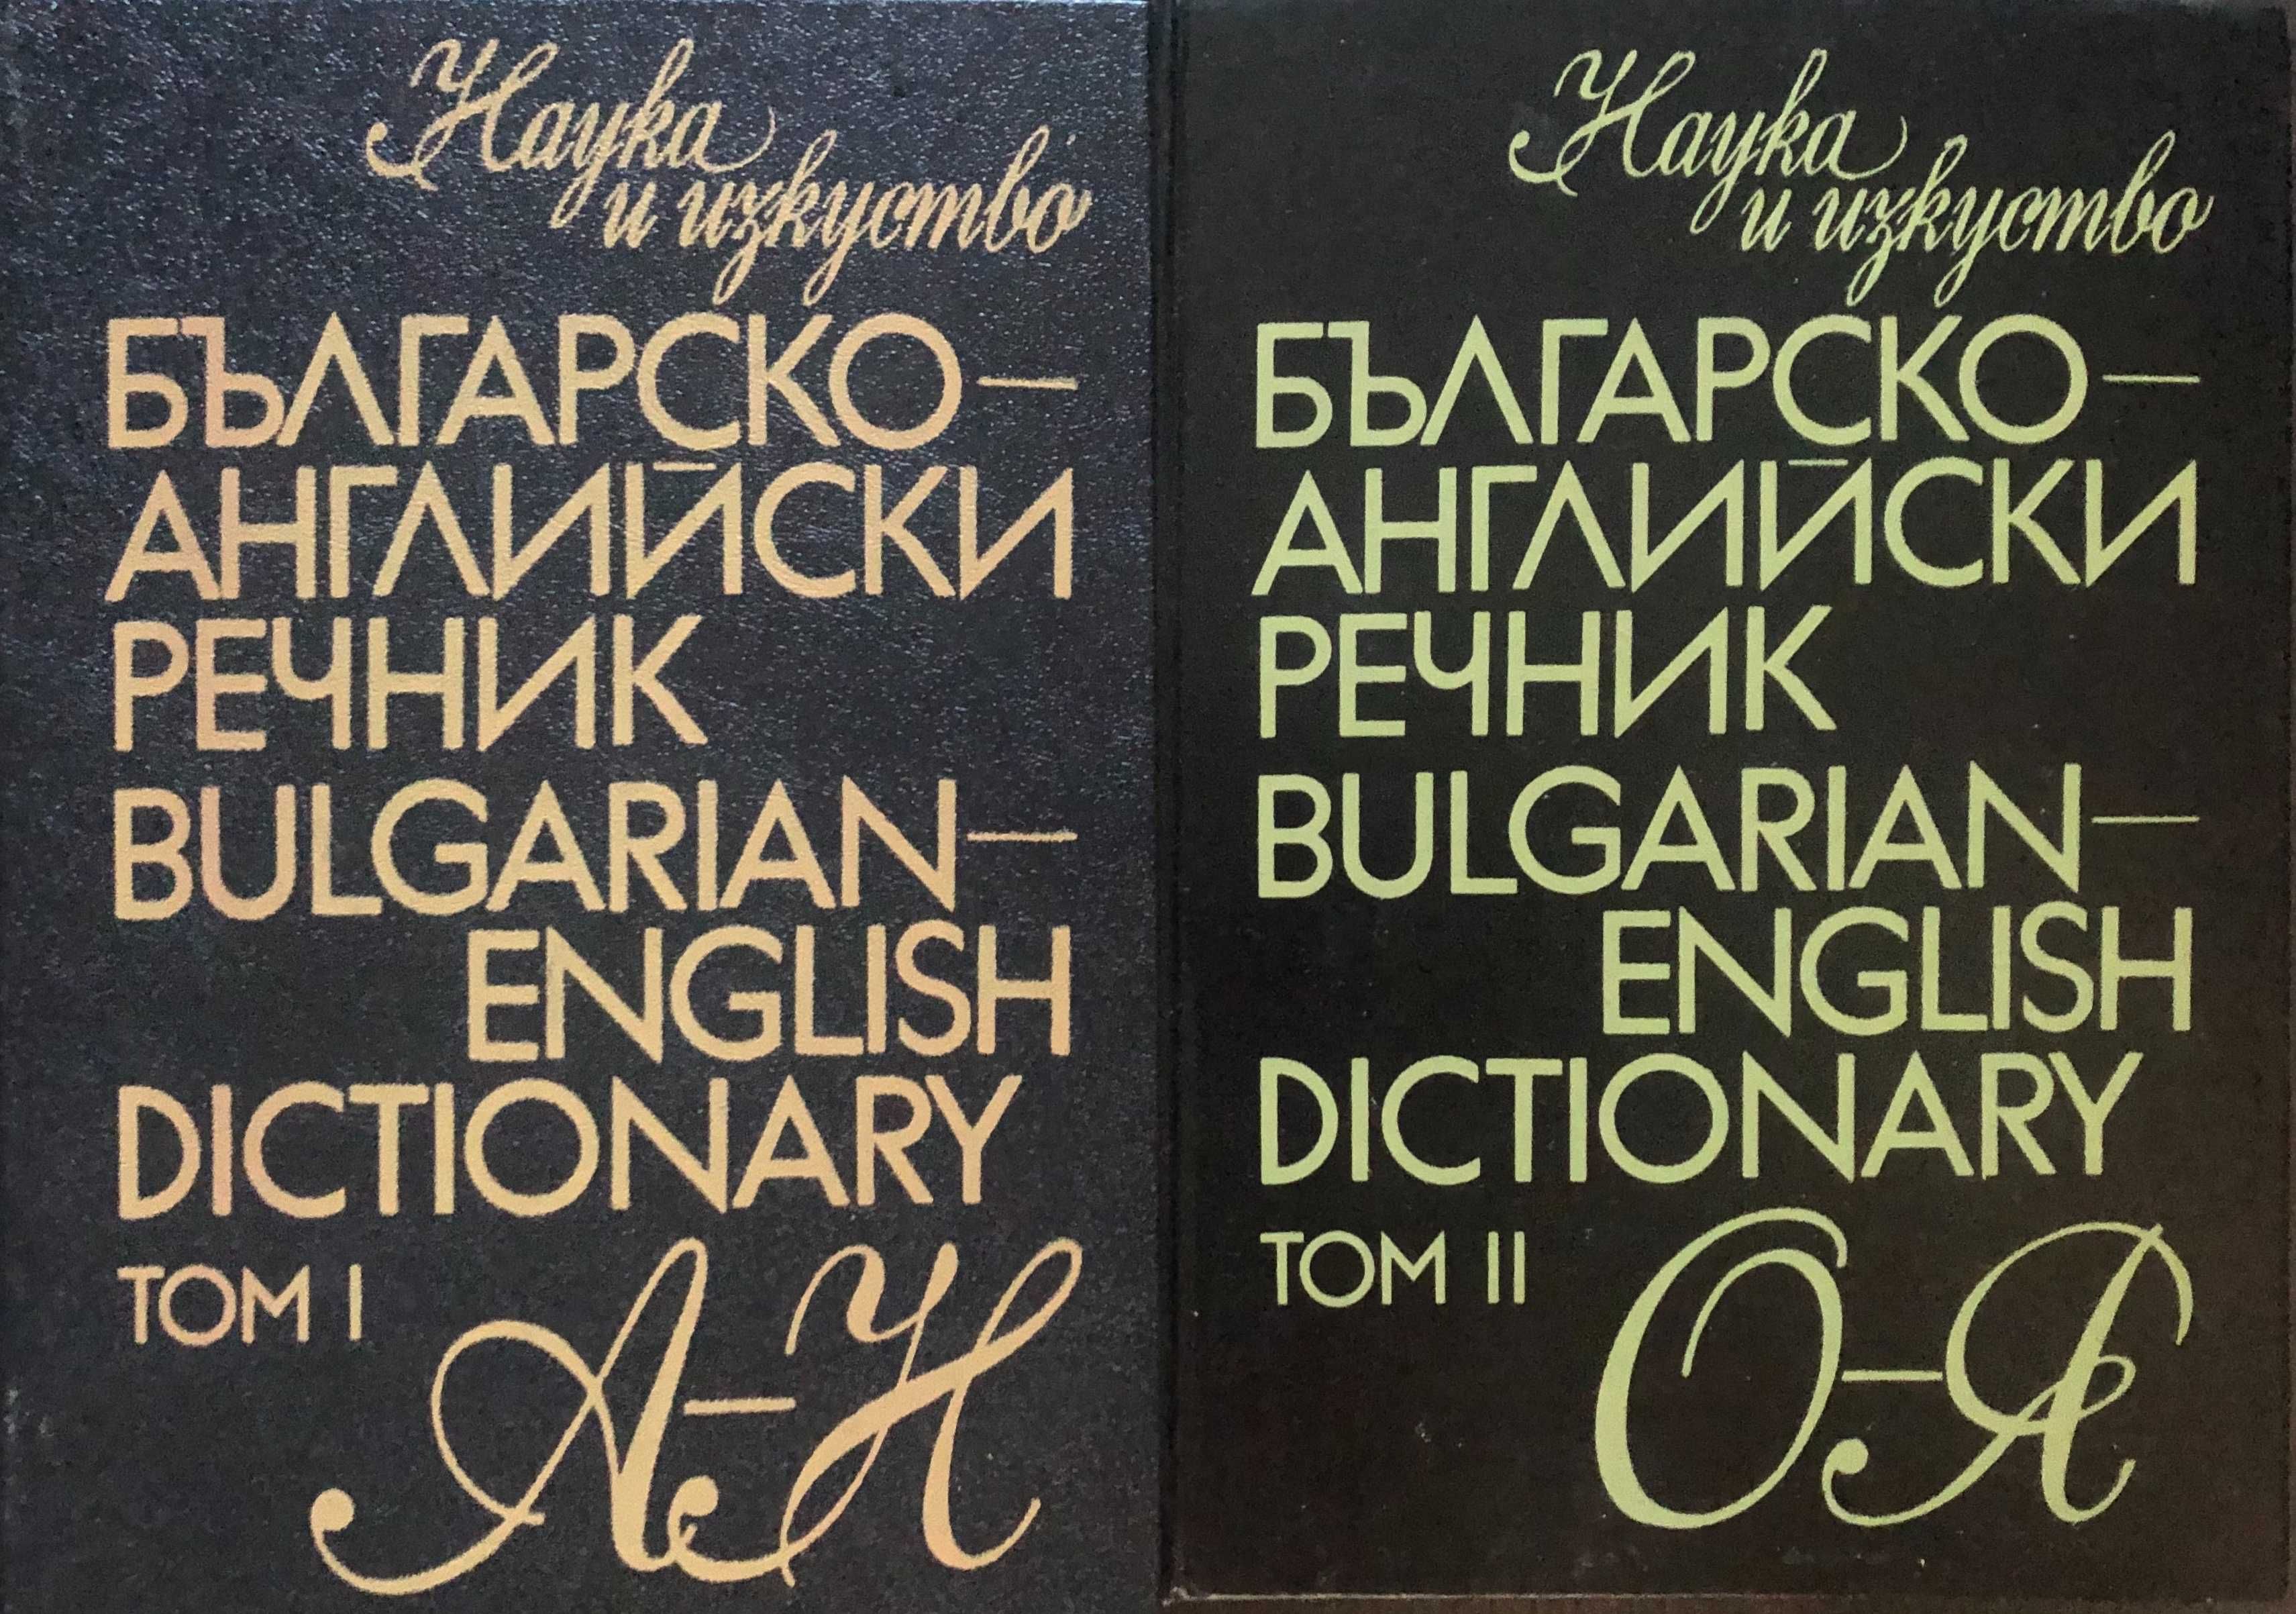 Наука
и изкуство
БЪЛГАРСКО—
АНГЛИЙСКИ
РЕЧНИК
BULGARIAN—
ENGLISH
DICTIONARY
ТОМ I
А—Н
Наука
и изкуство
БЪЛГАРСКО—
АНГЛИЙСКИ
РЕЧНИК
BULGARIAN—
ENGLISH
DICTIONARY
ТОМ II
О—Я